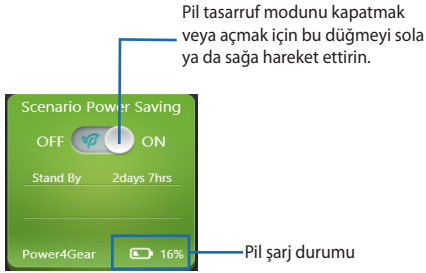 Pil tasarruf modunu kapatmak
veya açmak için bu düğmeyi sola
ya da sağa hareket ettirin.
Scenario Power Saving
OFF ON
Stand By 2days 7hrs
Power4Gear 16%
Pil şarj durumu